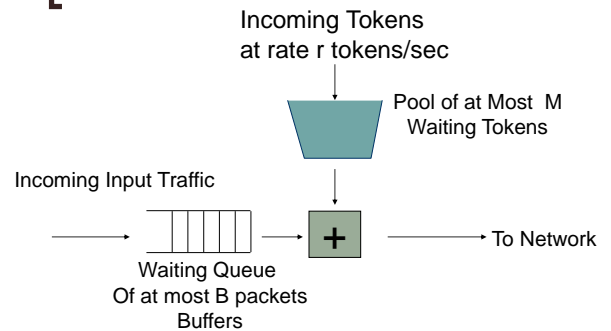 Incoming Tokens
at rate r tokens/sec
Pool of at Most M
Waiting Tokens
Incoming Input Traffic
+
To Network
Waiting Queue
Of at most B packets
Buffers